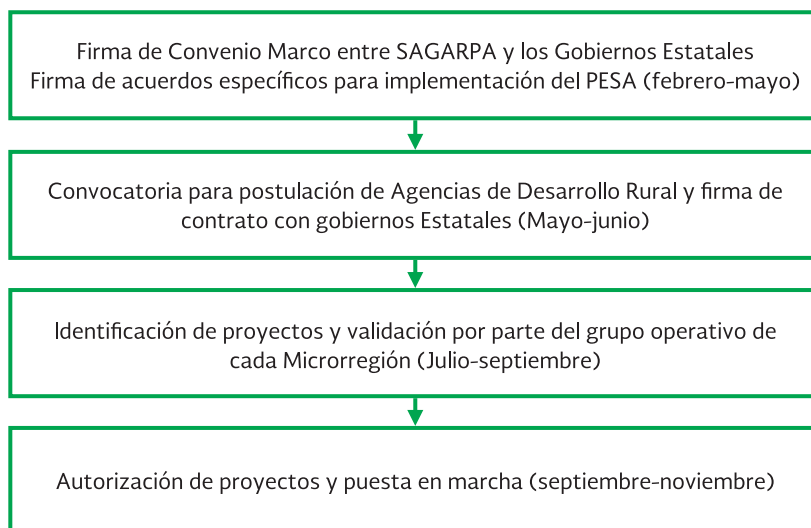 Firma de Convenio Marco entre SAGARPA y los Gobiernos Estatales
Firma de acuerdos específicos para implementación del PESA (febrero-mayo)
Convocatoria para postulación de Agencias de Desarrollo Rural y firma de
contrato con gobiernos Estatales (Mayo-junio)
Identificación de proyectos y validación por parte del grupo operativo de
cada Microrregión (Julio-septiembre)
Autorización de proyectos y puesta en marcha (septiembre-noviembre)